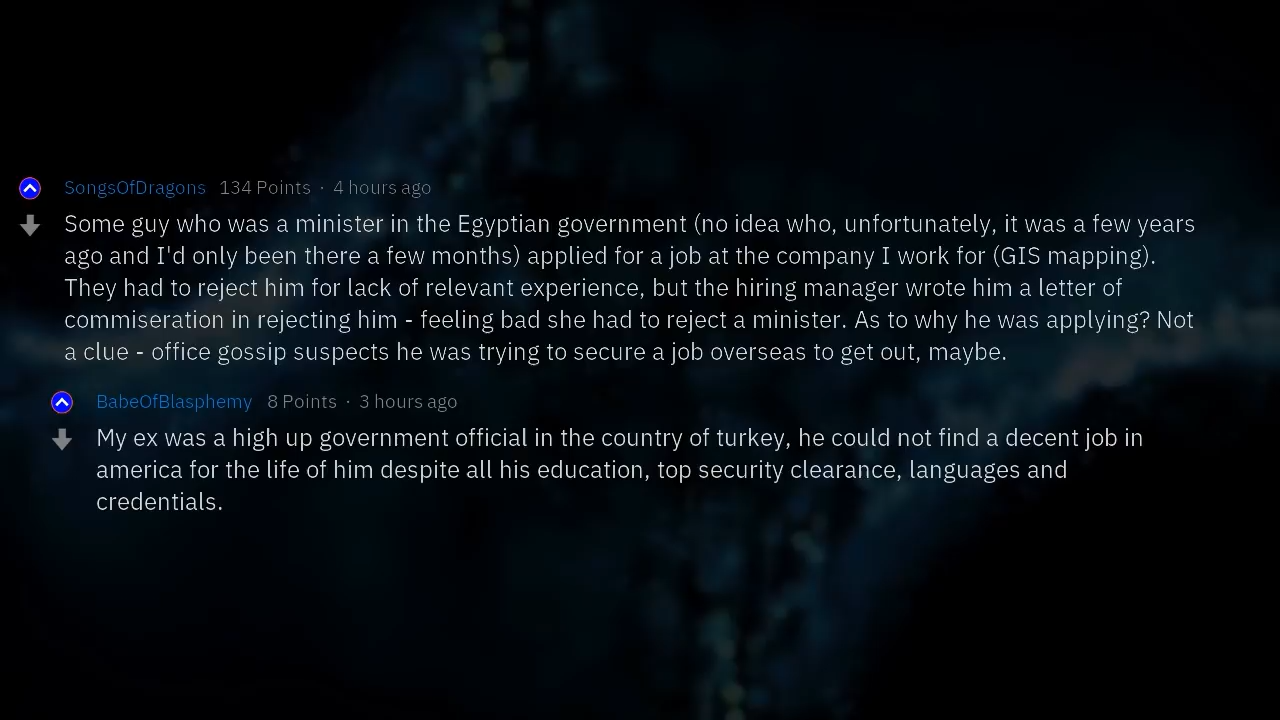 SongsOfDragons 134 Points · 4 hours ago
Some guy who was a minister in the Egyptian government (no idea who, unfortunately, it was a few years
ago and I'd only been there a few months) applied for a job at the company I work for (GIS mapping).
They had to reject him for lack of relevant experience, but the hiring manager wrote him a letter of
commiseration in rejecting him - feeling bad she had to reject a minister. As to why he was applying? Not
a clue - office gossip suspects he was trying to secure a job overseas to get out, maybe.
BabeOfBlasphemy 8 Points · 3 hours ago
My ex was a high up government official in the country of turkey, he could not find a decent job in
america for the life of him despite all his education, top security clearance, languages and
credentials.